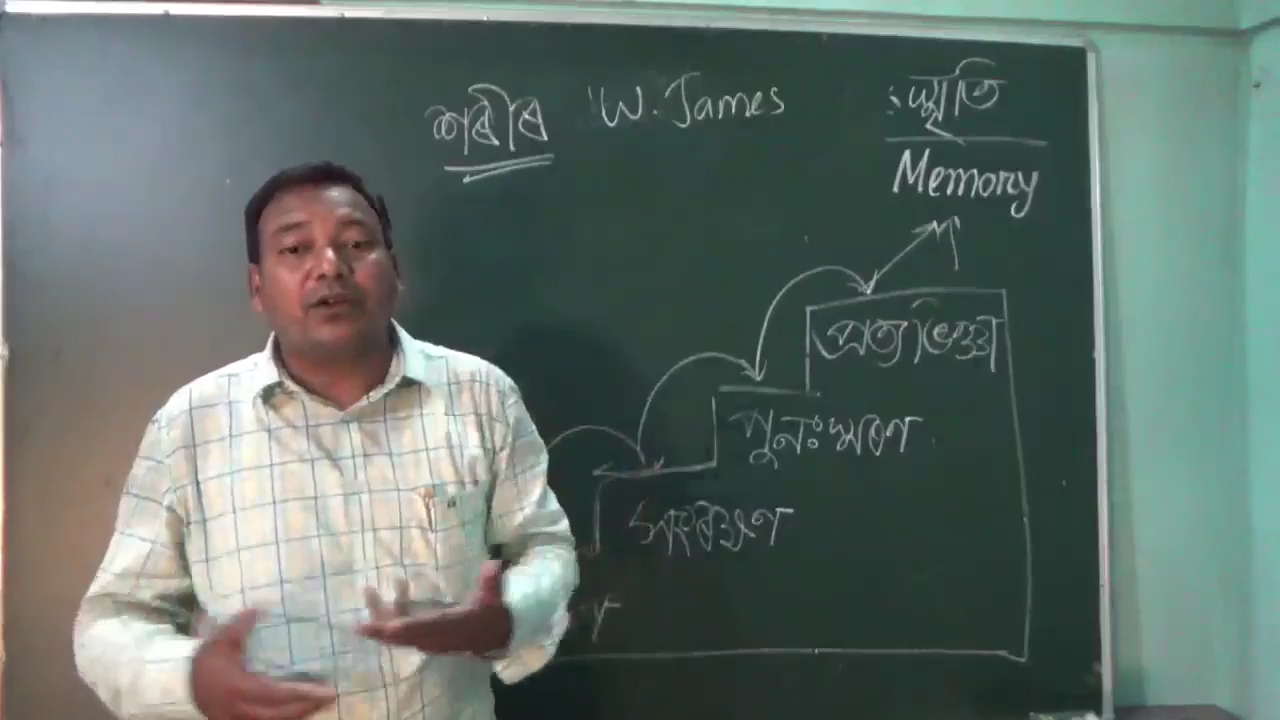 শৰীৰ W. James
স্মৃতি
Memory
প্ৰত্যভিজ্ঞা
পুনঃস্মৰণ
সংৰক্ষণ